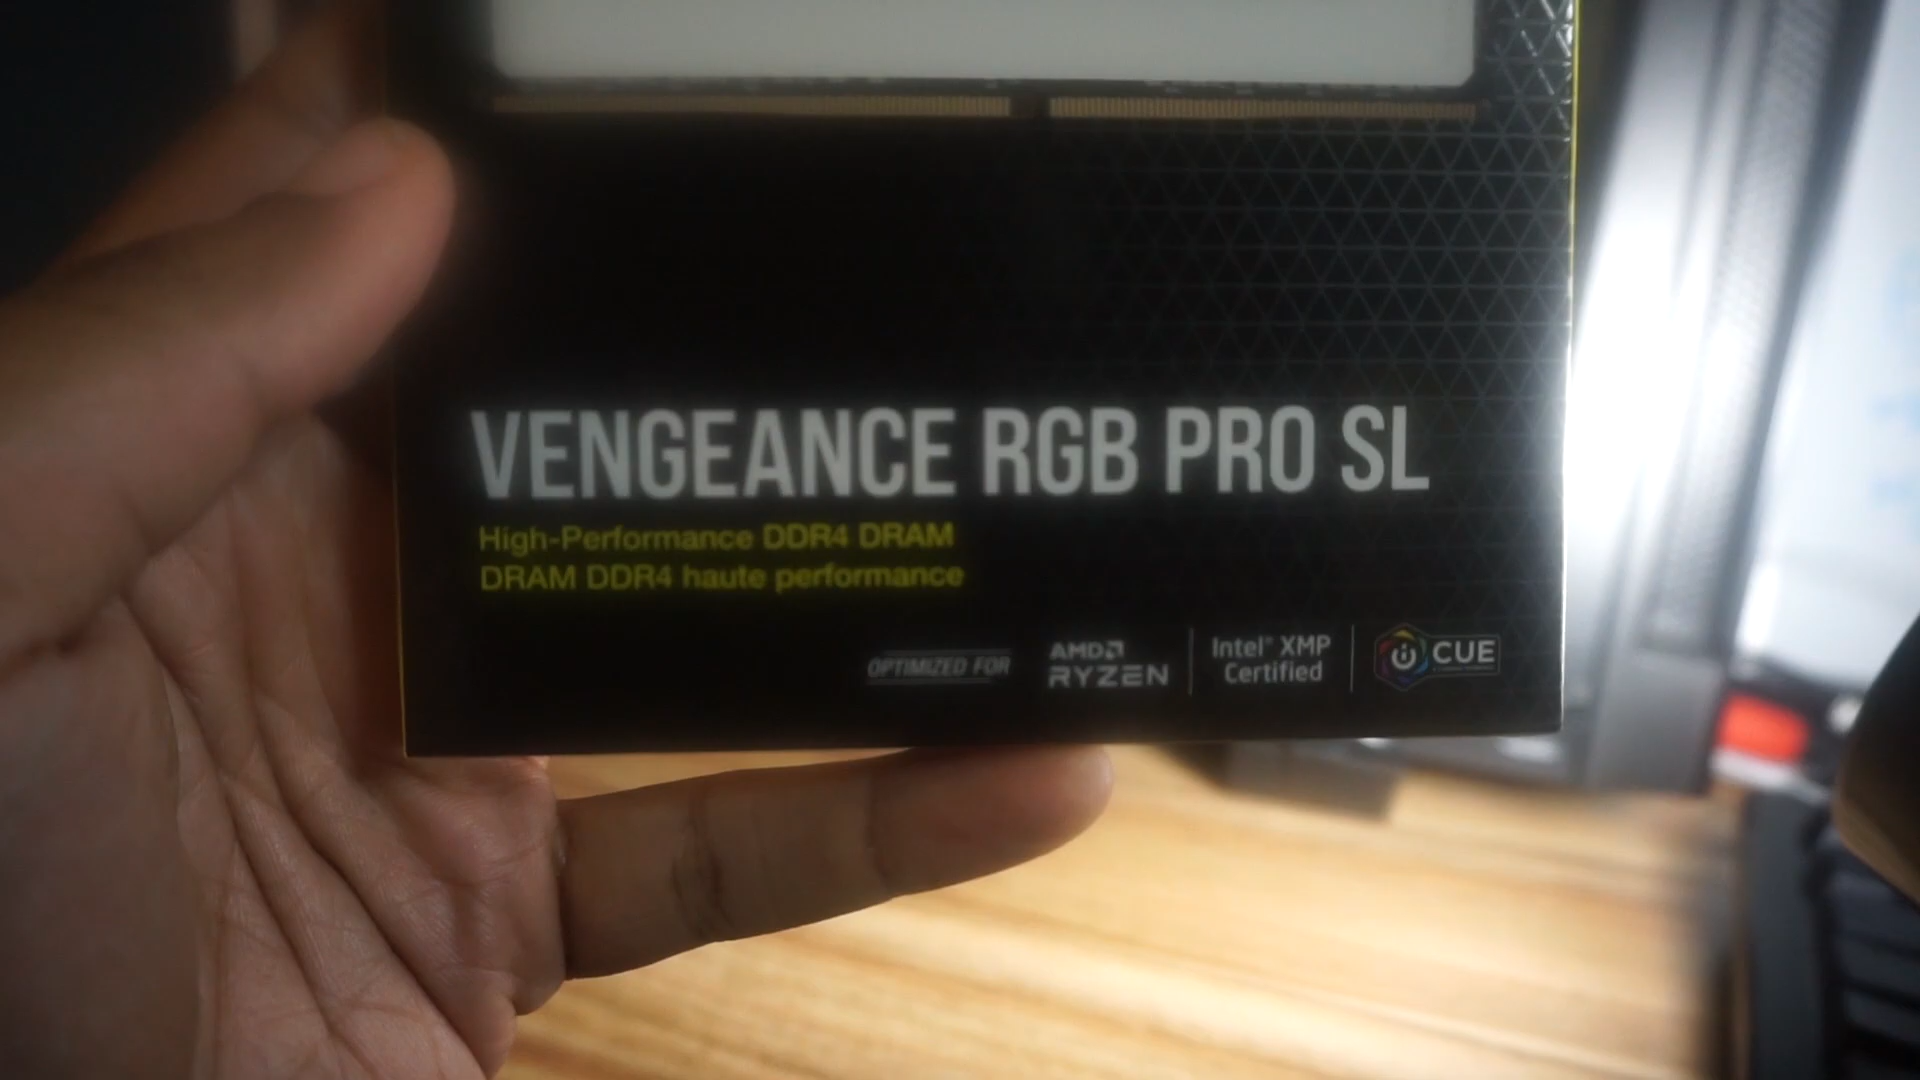 VENGEANCE RGB PRO SL
High-Performance DDR4 DRAM
DRAM DDR4 haute performance
OPTIMIZED FOR
AMD
RYZEN
Intel® XMP
Certified
iCUE